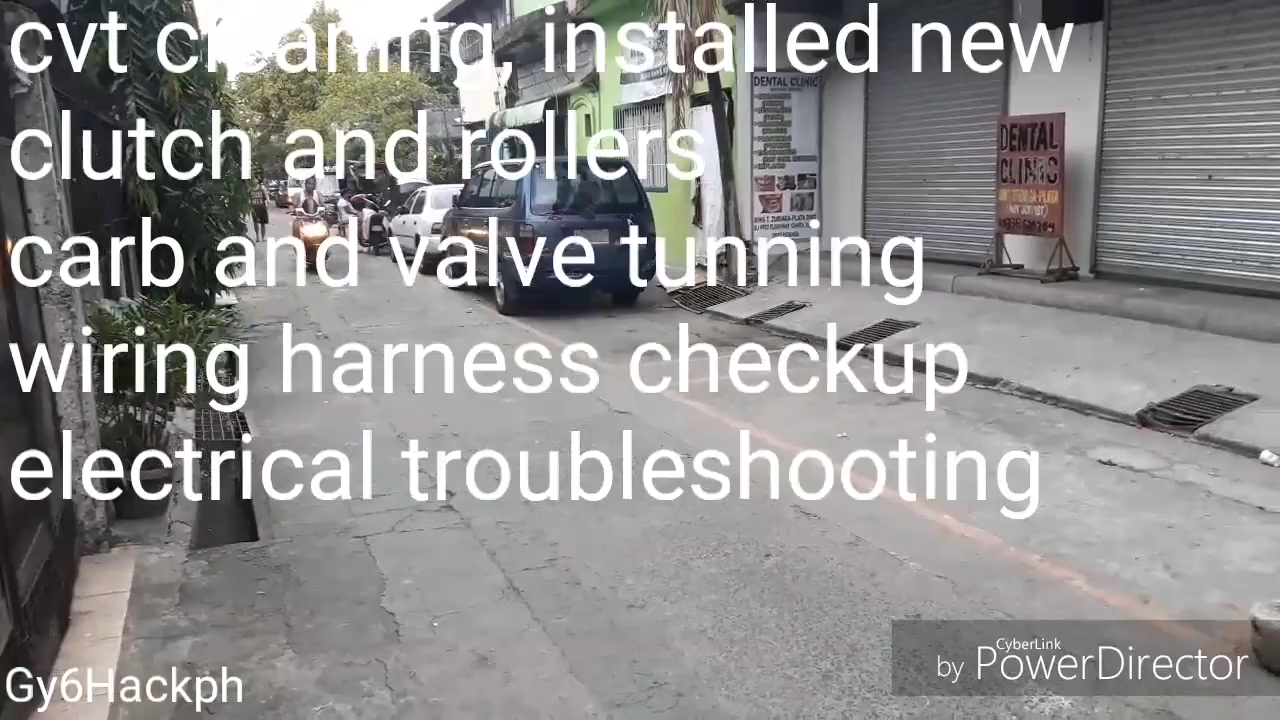 cvt cleaning, installed new
clutch and rollers
carb and valve tunning
wiring harness checkup
electrical troubleshooting
DENTAL CLINIC
DENTAL
CLINIC
Gy6Hackph
CyberLink
by PowerDirector